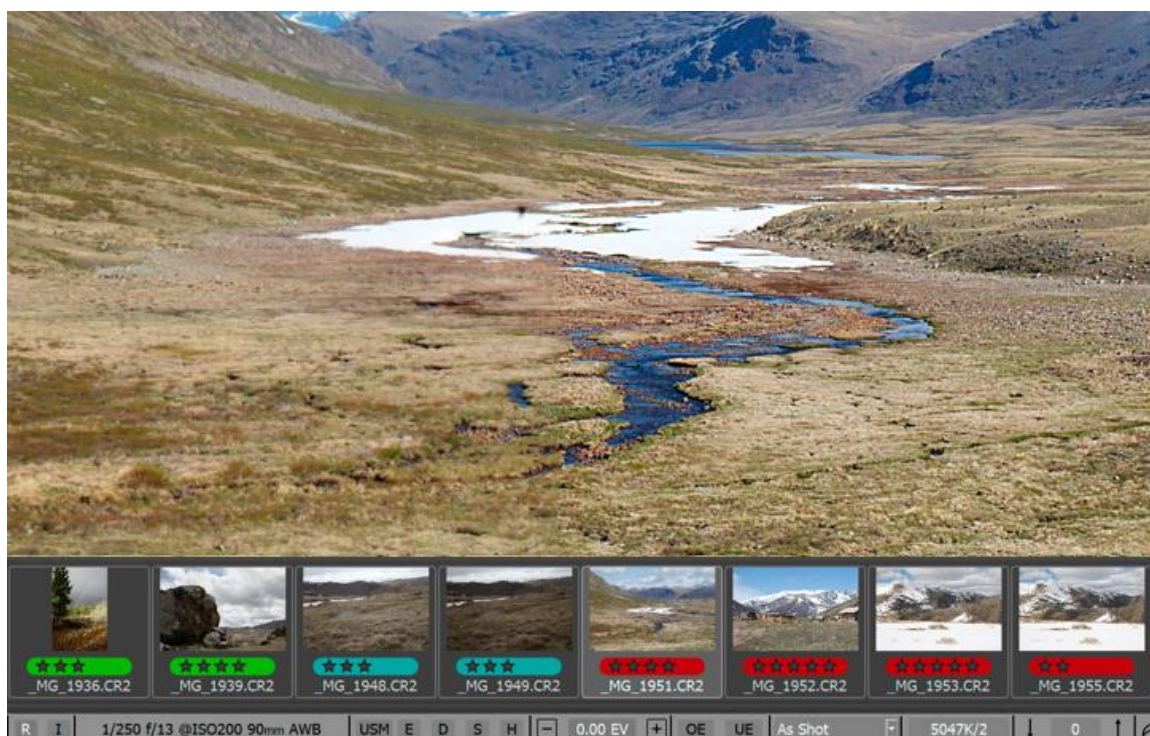 _MG_1936.CR2 _MG_1939.CR2 _MG_1948.CR2 _MG_1949.CR2 _MG_1951.CR2 _MG_1952.CR2 _MG_1953.CR2 _MG_1955.CR2
R I 1/250 f/13 @ISO200 90mm AWB USM E D S H − 0.00 EV + OE UE As Shot 5047K/2 0